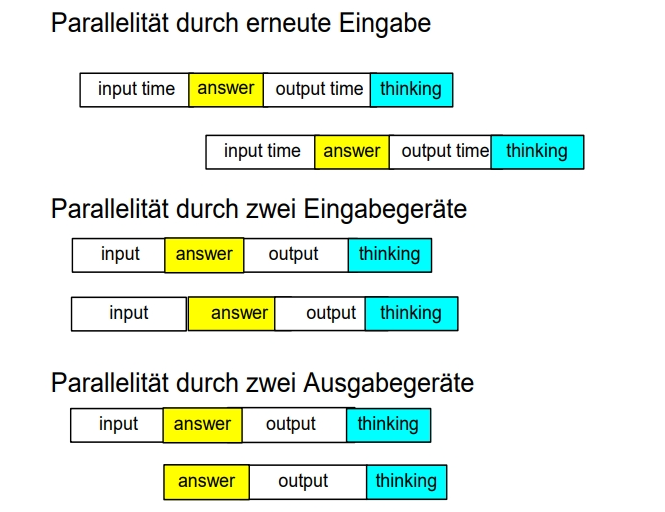 Parallelität durch erneute Eingabe
input time answer output time thinking
input time answer output time thinking
Parallelität durch zwei Eingabegeräte
input answer output thinking
input answer output thinking
Parallelität durch zwei Ausgabegeräte
input answer output thinking
answer output thinking